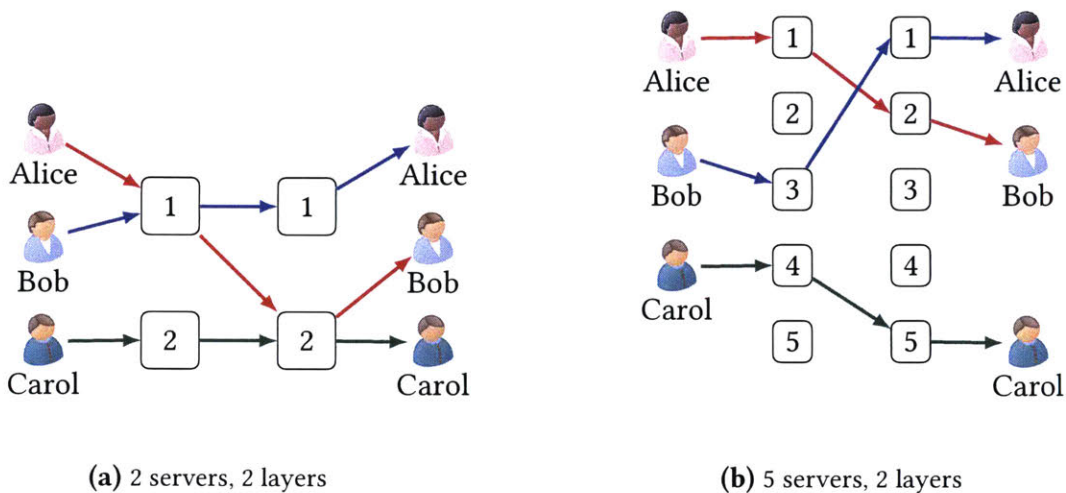 Alice
Bob
Carol
1
2
1
2
Alice
Bob
Carol
(a) 2 servers, 2 layers
Alice
Bob
Carol
1
2
3
4
5
1
2
3
4
5
Alice
Bob
Carol
(b) 5 servers, 2 layers